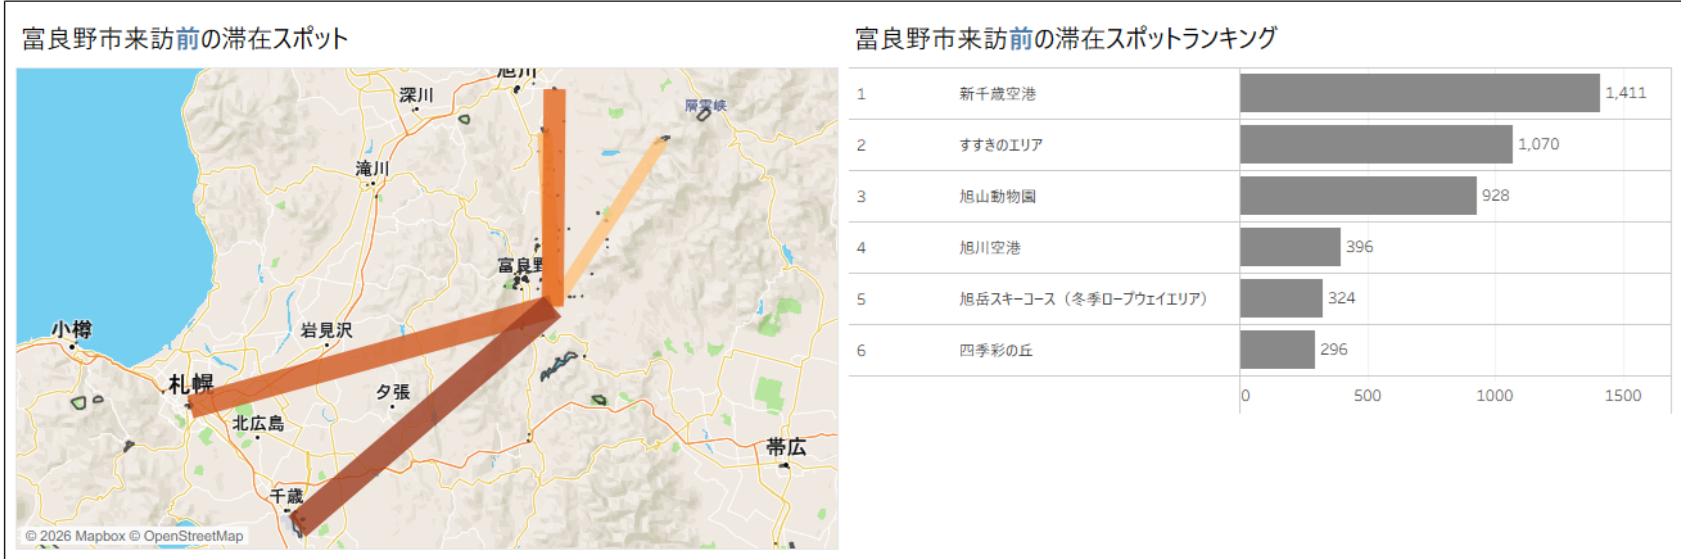 富良野市来訪前の滞在スポット
旭川
深川
層雲峡
滝川
富良野
小樽
岩見沢
札幌
夕張
北広島
帯広
千歳
© 2026 Mapbox © OpenStreetMap
富良野市来訪前の滞在スポットランキング
1 新千歳空港 1,411
2 すすきのエリア 1,070
3 旭山動物園 928
4 旭川空港 396
5 旭岳スキーコース（冬季ロープウェイエリア） 324
6 四季彩の丘 296
0 500 1000 1500